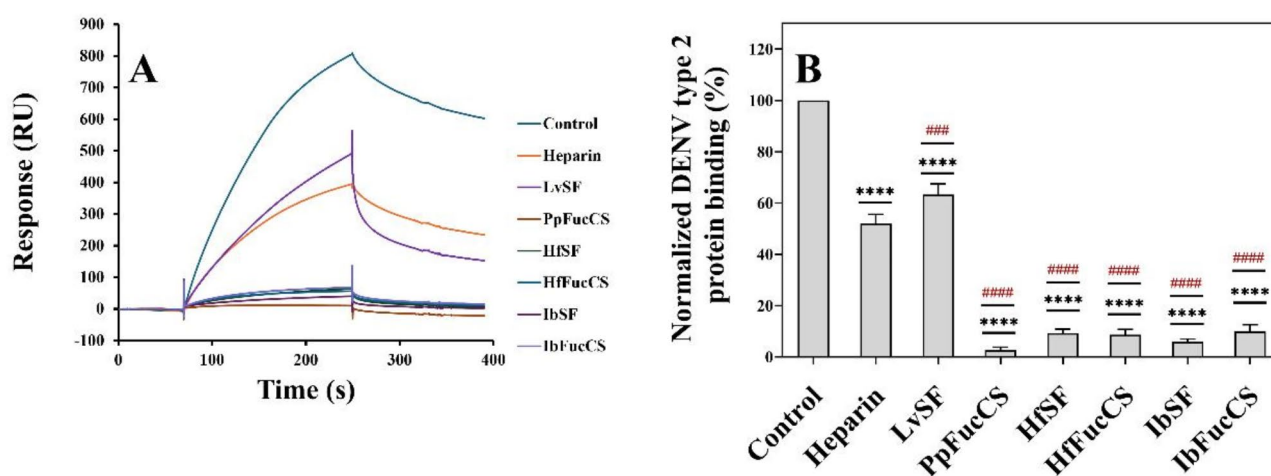 A
Response (RU)
900
800
700
600
500
400
300
200
100
0
-100
0
100
200
300
400
Time (s)
Control
Heparin
LvSF
PpFucCS
HfSF
HfFucCS
IbSF
IbFucCS
B
Normalized DENV type 2
protein binding (%)
120
100
80
60
40
20
0
****
###
****
####
****
####
****
####
****
####
****
####
****
Control
Heparin
LvSF
PpFucCS
HfSF
HfFucCS
IbSF
IbFucCS